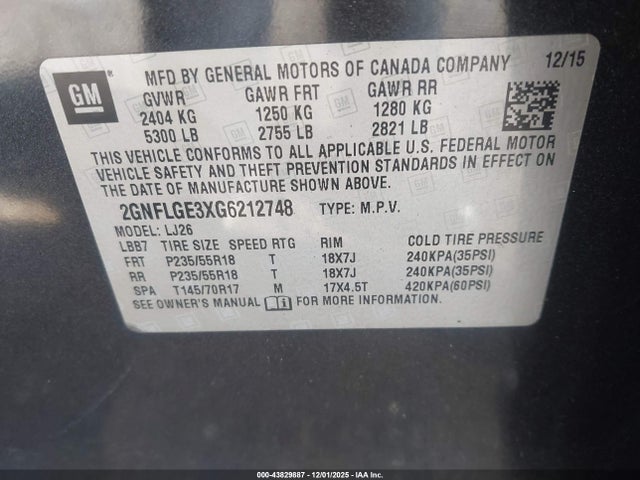 GM
MFD BY GENERAL MOTORS OF CANADA COMPANY 12/15
GVWR GAWR FRT GAWR RR
2404 KG 1250 KG 1280 KG
5300 LB 2755 LB 2821 LB
THIS VEHICLE CONFORMS TO ALL APPLICABLE U.S. FEDERAL MOTOR
VEHICLE SAFETY AND THEFT PREVENTION STANDARDS IN EFFECT ON
THE DATE OF MANUFACTURE SHOWN ABOVE.
2GNFLGE3XG6212748 TYPE: M.P.V.
MODEL: LJ26
LBB7 TIRE SIZE SPEED RTG RIM COLD TIRE PRESSURE
FRT P235/55R18 T 18X7J 240KPA(35PSI)
RR P235/55R18 T 18X7J 240KPA(35PSI)
SPA T145/70R17 M 17X4.5T 420KPA(60PSI)
SEE OWNER'S MANUAL FOR MORE INFORMATION
000-43829887 - 12/01/2025 - IAA Inc.